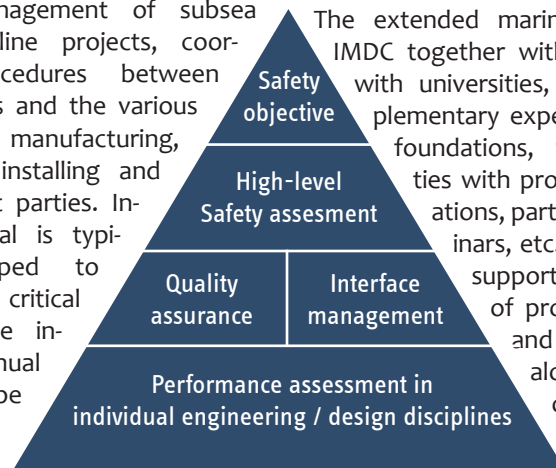 nagement of subsea
line projects, coor-
cedures between
s and the various
manufacturing,
installing and
t parties. In-
al is typi-
ped to
critical
e in-
nual
be
Safety
objective
High-level
Safety assesment
Quality
assurance
Interface
management
Performance assessment in
individual engineering / design disciplines
The extended marin
IMDC together with
with universities,
plementary expe
foundations,
ties with pro
ations, part
inars, etc.
support
of pro
and
alo